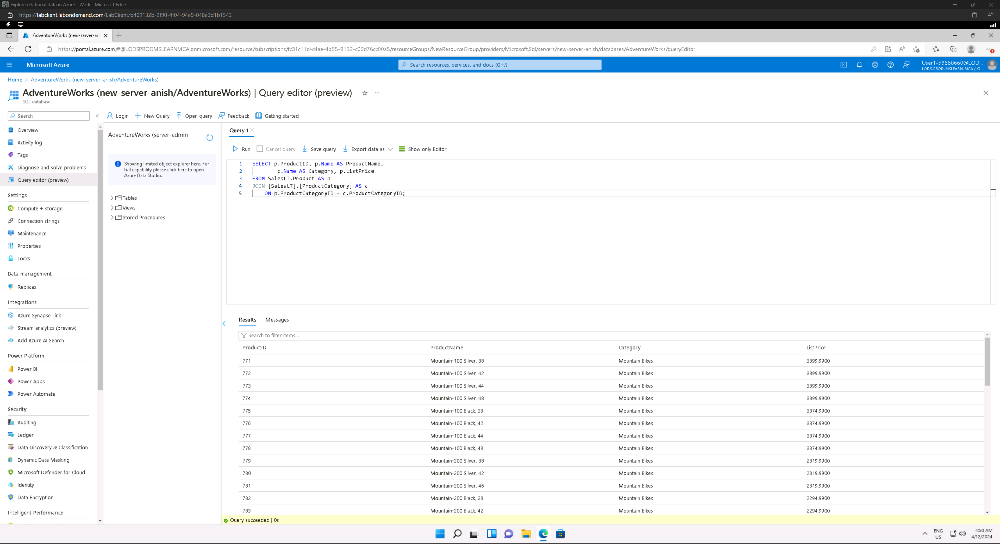 Explore relational data in Azure - Work - Microsoft Edge
https://labclient.labondemand.com/LabClient/b409132b-2f90-4f04-94e9-048e3d1b1542
AdventureWorks (new-server-an
https://portal.azure.com/#@LODSPRODMSLEARNMCA.onmicrosoft.com/resource/subscriptions/fc31c11d-c4ae-4b55-9152-c00d76cc00a5/resourceGroups/NewResourceGroup/providers/Microsoft.Sql/servers/new-server-anish/databases/AdventureWorks/queryEditor
Microsoft Azure
Search resources, services, and docs (G+/)
User1-39660660@LOD...
LODS-PROD-MSLEARN-MCA (LO...
Home > AdventureWorks (new-server-anish/AdventureWorks)
AdventureWorks (new-server-anish/AdventureWorks) | Query editor (preview)
SQL database
Search
Login
New Query
Open query
Feedback
Getting started
Overview
Activity log
Tags
Diagnose and solve problems
Query editor (preview)
Settings
Compute + storage
Connection strings
Maintenance
Properties
Locks
Data management
Replicas
Integrations
Azure Synapse Link
Stream analytics (preview)
Add Azure AI Search
Power Platform
Power BI
Power Apps
Power Automate
Security
Auditing
Ledger
Data Discovery & Classification
Dynamic Data Masking
Microsoft Defender for Cloud
Identity
Data Encryption
Intelligent Performance
AdventureWorks (server-admin
Showing limited object explorer here. For
full capability please click here to open
Azure Data Studio.
Tables
Views
Stored Procedures
Query 1
Run
Cancel query
Save query
Export data as
Show only Editor
1 SELECT p.ProductID, p.Name AS ProductName,
2 c.Name AS Category, p.ListPrice
3 FROM SalesLT.Product AS p
4 JOIN [SalesLT].[ProductCategory] AS c
5 ON p.ProductCategoryID = c.ProductCategoryID;
Results Messages
Search to filter items...
ProductID ProductName Category ListPrice
771 Mountain-100 Silver, 38 Mountain Bikes 3399.9900
772 Mountain-100 Silver, 42 Mountain Bikes 3399.9900
773 Mountain-100 Silver, 44 Mountain Bikes 3399.9900
774 Mountain-100 Silver, 48 Mountain Bikes 3399.9900
775 Mountain-100 Black, 38 Mountain Bikes 3374.9900
776 Mountain-100 Black, 42 Mountain Bikes 3374.9900
777 Mountain-100 Black, 44 Mountain Bikes 3374.9900
778 Mountain-100 Black, 48 Mountain Bikes 3374.9900
779 Mountain-200 Silver, 38 Mountain Bikes 2319.9900
780 Mountain-200 Silver, 42 Mountain Bikes 2319.9900
781 Mountain-200 Silver, 46 Mountain Bikes 2319.9900
782 Mountain-200 Black, 38 Mountain Bikes 2294.9900
783 Mountain-200 Black, 42 Mountain Bikes 2294.9900
Query succeeded | 0s
ENG
US
4:50 AM
4/12/2024